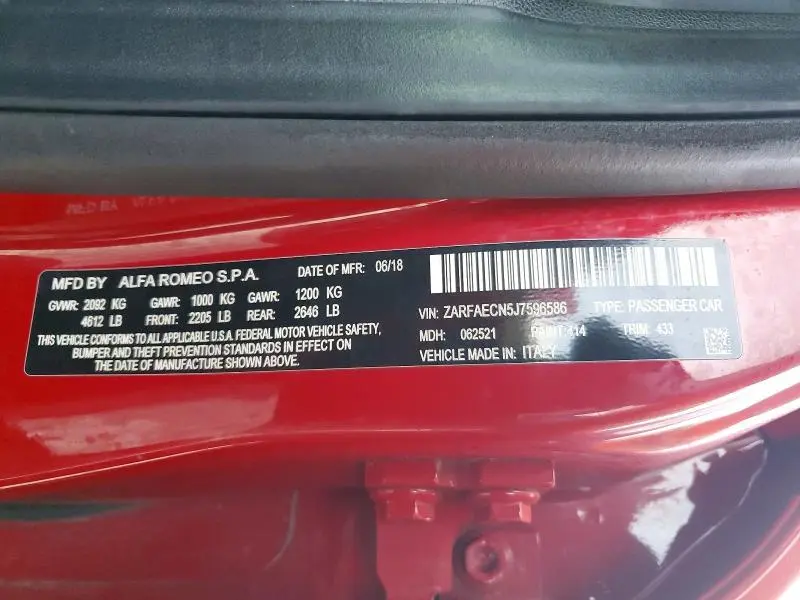 MFD BY ALFA ROMEO S.P.A. DATE OF MFR: 06/18
GVWR: 2092 KG GAWR: 1000 KG GAWR: 1200 KG
4612 LB FRONT: 2205 LB REAR: 2646 LB
THIS VEHICLE CONFORMS TO ALL APPLICABLE U.S.A. FEDERAL MOTOR VEHICLE SAFETY,
BUMPER AND THEFT PREVENTION STANDARDS IN EFFECT ON
THE DATE OF MANUFACTURE SHOWN ABOVE.
VIN: ZARFAECN5J7596586 TYPE: PASSENGER CAR
MDH: 062521 PAINT: 414 TRIM: 433
VEHICLE MADE IN: ITALY